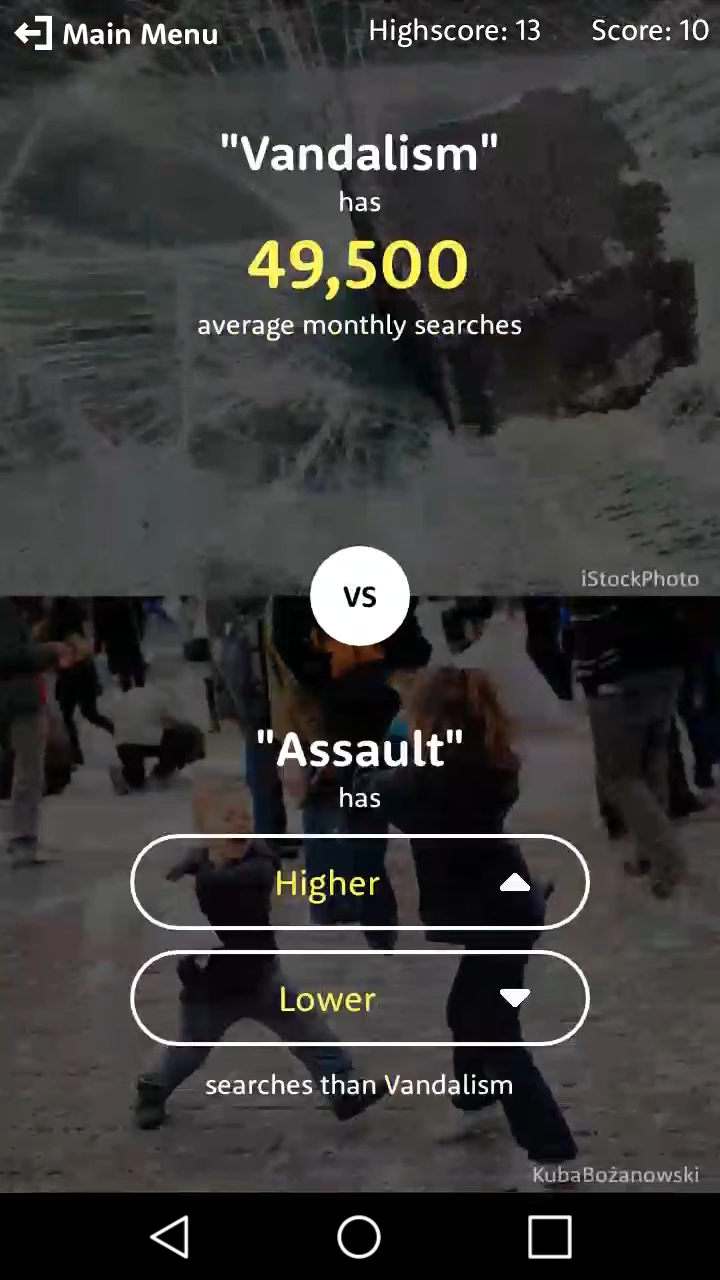 Main Menu Highscore: 13 Score: 10
"Vandalism"
has
49,500
average monthly searches
iStockPhoto
VS
"Assault"
has
Higher
Lower
searches than Vandalism
KubaBożanowski